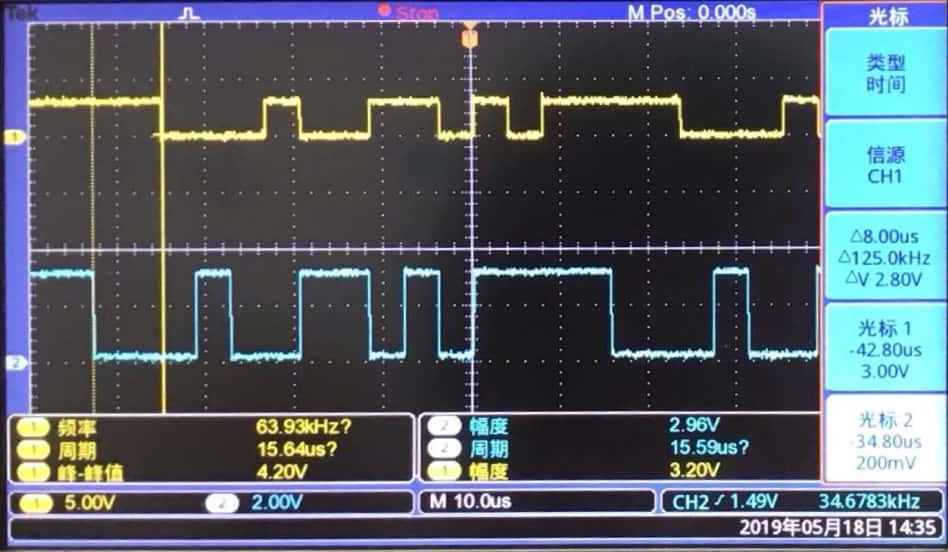 Tek Stop M Pos: 0.000s
光标
类型
时间
信源
CH1
△8.00us
△125.0kHz
△V 2.80V
光标 1
-42.80us
3.00V
光标 2
-34.80us
200mV
1 频率 63.93kHz?
1 周期 15.64us?
1 峰-峰值 4.20V
2 幅度 2.96V
2 周期 15.59us?
1 幅度 3.20V
1 5.00V 2 2.00V M 10.0us CH2 1.49V 34.6783kHz
2019年05月18日 14:35